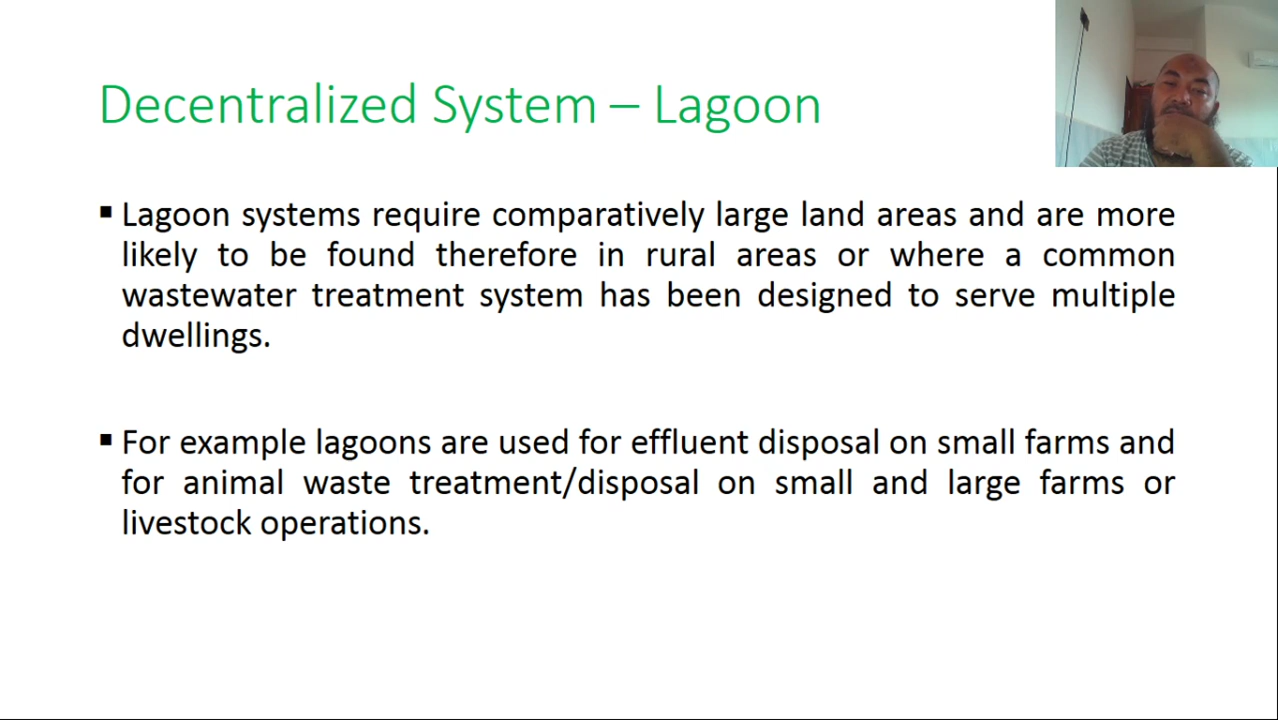 Decentralized System – Lagoon
▪ Lagoon systems require comparatively large land areas and are more
likely to be found therefore in rural areas or where a common
wastewater treatment system has been designed to serve multiple
dwellings.
▪ For example lagoons are used for effluent disposal on small farms and
for animal waste treatment/disposal on small and large farms or
livestock operations.